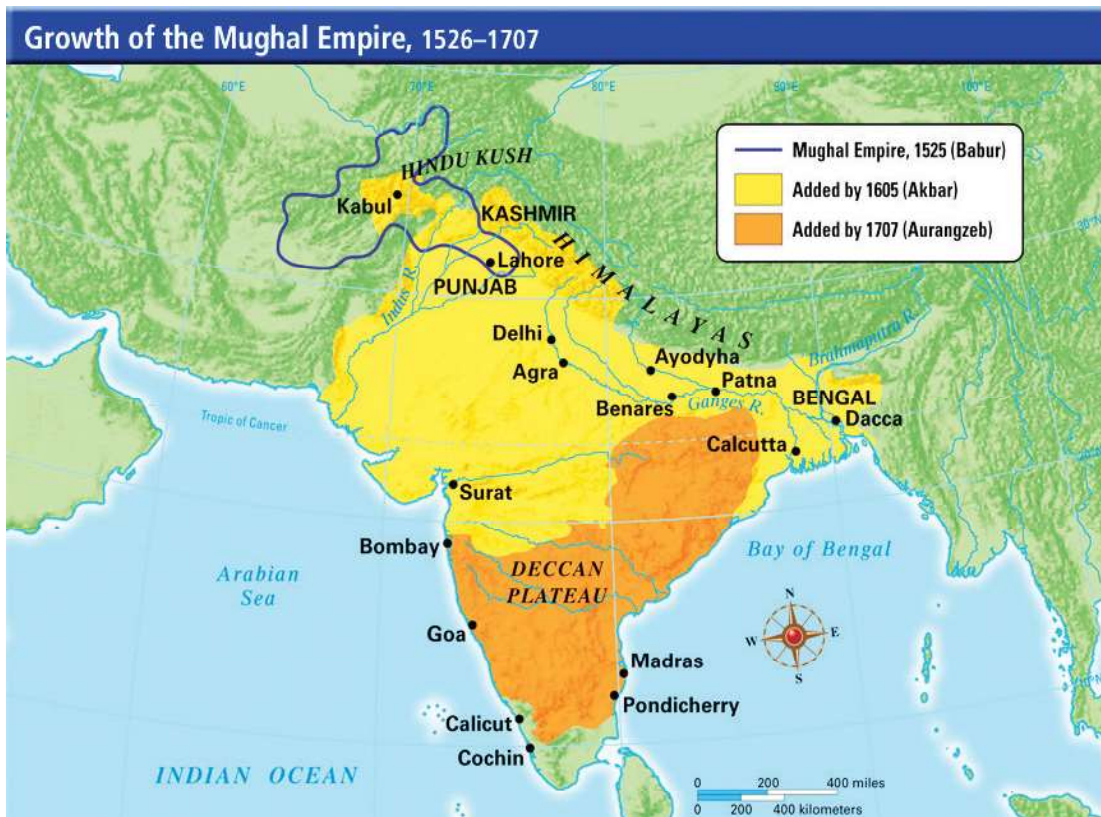 Growth of the Mughal Empire, 1526–1707
60°E
70°E
80°E
90°E
100°E
Mughal Empire, 1525 (Babur)
Added by 1605 (Akbar)
Added by 1707 (Aurangzeb)
HINDU KUSH
Kabul
KASHMIR
30°N
HIMALAYAS
Lahore
PUNJAB
Indus R.
Delhi
Agra
Ayodyha
Brahmaputra R.
Patna
Benares
Ganges R.
BENGAL
Dacca
Tropic of Cancer
Calcutta
20°N
Surat
Bombay
Bay of Bengal
Arabian
Sea
DECCAN
PLATEAU
N
W
E
S
Goa
Madras
10°N
Pondicherry
Calicut
Cochin
INDIAN OCEAN
0 200 400 miles
0 200 400 kilometers